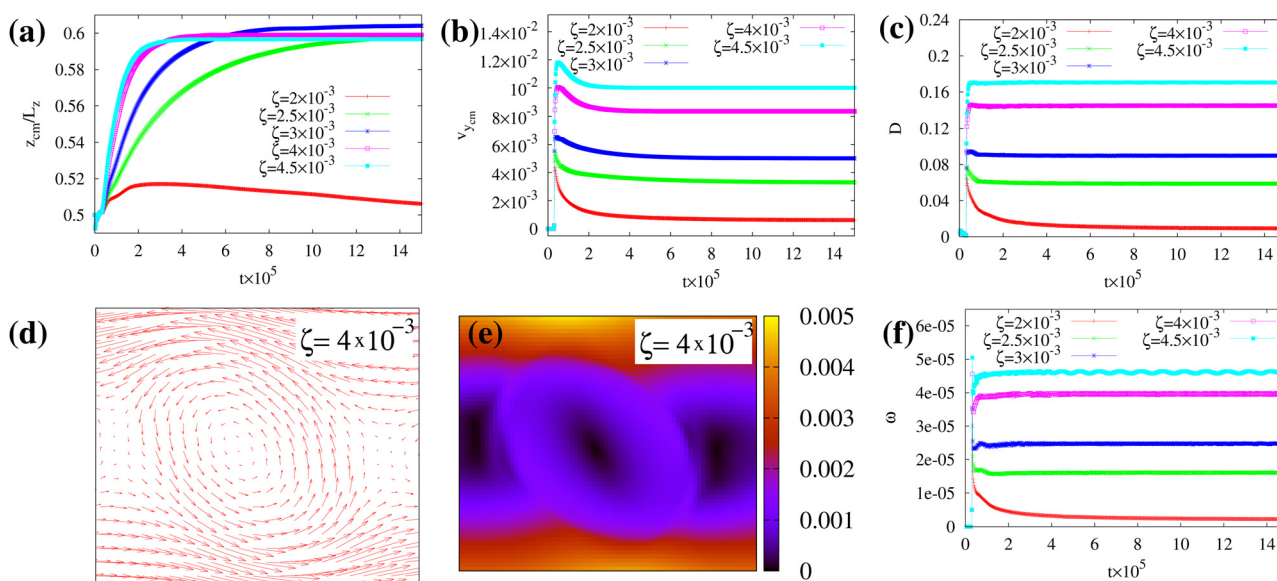 (a)
z_cm/L_z
0.6
0.58
0.56
0.54
0.52
0.5
ζ=2×10⁻³
ζ=2.5×10⁻³
ζ=3×10⁻³
ζ=4×10⁻³
ζ=4.5×10⁻³
0 2 4 6 8 10 12 14
t×10⁵
(b)
v_y_cm
1.4×10⁻²
1.2×10⁻²
10⁻²
8×10⁻³
6×10⁻³
4×10⁻³
2×10⁻³
0
ζ=2×10⁻³ ζ=4×10⁻³
ζ=2.5×10⁻³ ζ=4.5×10⁻³
ζ=3×10⁻³
0 2 4 6 8 10 12 14
t×10⁵
(c)
D
0.24
0.2
0.16
0.12
0.08
0.04
0
ζ=2×10⁻³ ζ=4×10⁻³
ζ=2.5×10⁻³ ζ=4.5×10⁻³
ζ=3×10⁻³
0 2 4 6 8 10 12 14
t×10⁵
(d)
ζ= 4×10⁻³
(e)
ζ= 4×10⁻³
0.005
0.004
0.003
0.002
0.001
0
(f)
ω
6e-05
5e-05
4e-05
3e-05
2e-05
1e-05
0
ζ=2×10⁻³ ζ=4×10⁻³
ζ=2.5×10⁻³ ζ=4.5×10⁻³
ζ=3×10⁻³
0 2 4 6 8 10 12 14
t×10⁵